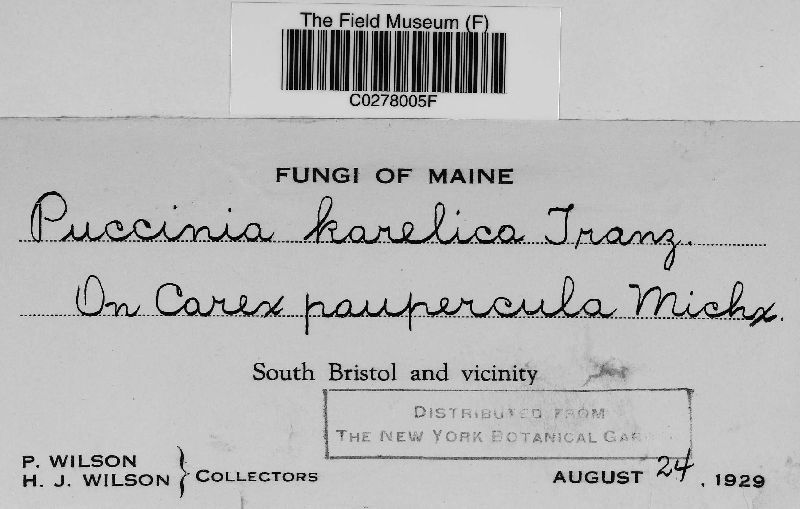 The Field Museum (F)
C0278005F
FUNGI OF MAINE
Puccinia karelica Tranz.
On Carex paupercula Michx.
South Bristol and vicinity
DISTRIBUTED FROM
THE NEW YORK BOTANICAL GAR
P. WILSON
H. J. WILSON } COLLECTORS
AUGUST 24, 1929